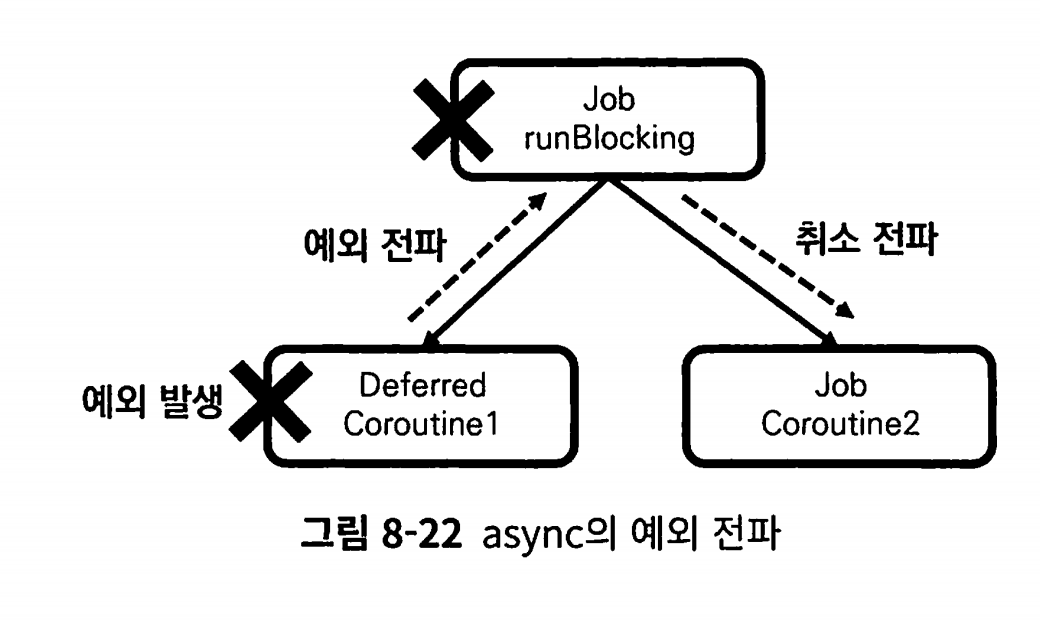 Job
runBlocking
예외 전파
취소 전파
예외 발생
Deferred
Coroutine1
Job
Coroutine2
그림 8-22 async의 예외 전파